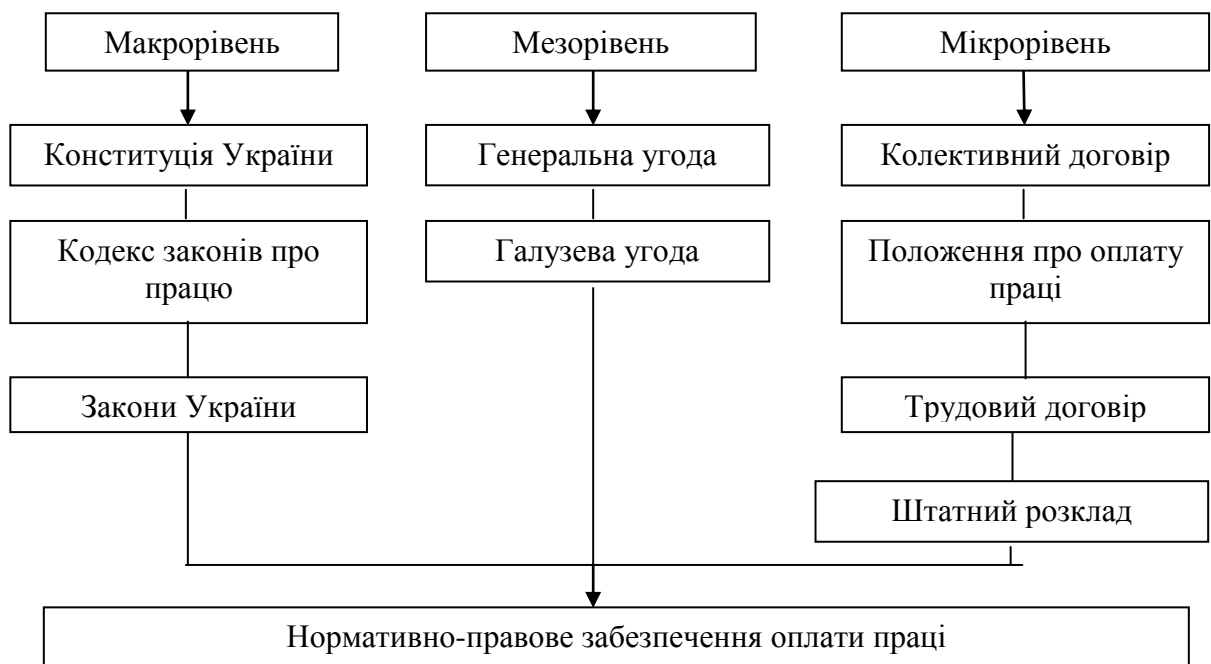 Макрорівень
Мезорівень
Мікрорівень
Конституція України
Генеральна угода
Колективний договір
Кодекс законів про
працю
Галузева угода
Положення про оплату
праці
Закони України
Трудовий договір
Штатний розклад
Нормативно-правове забезпечення оплати праці